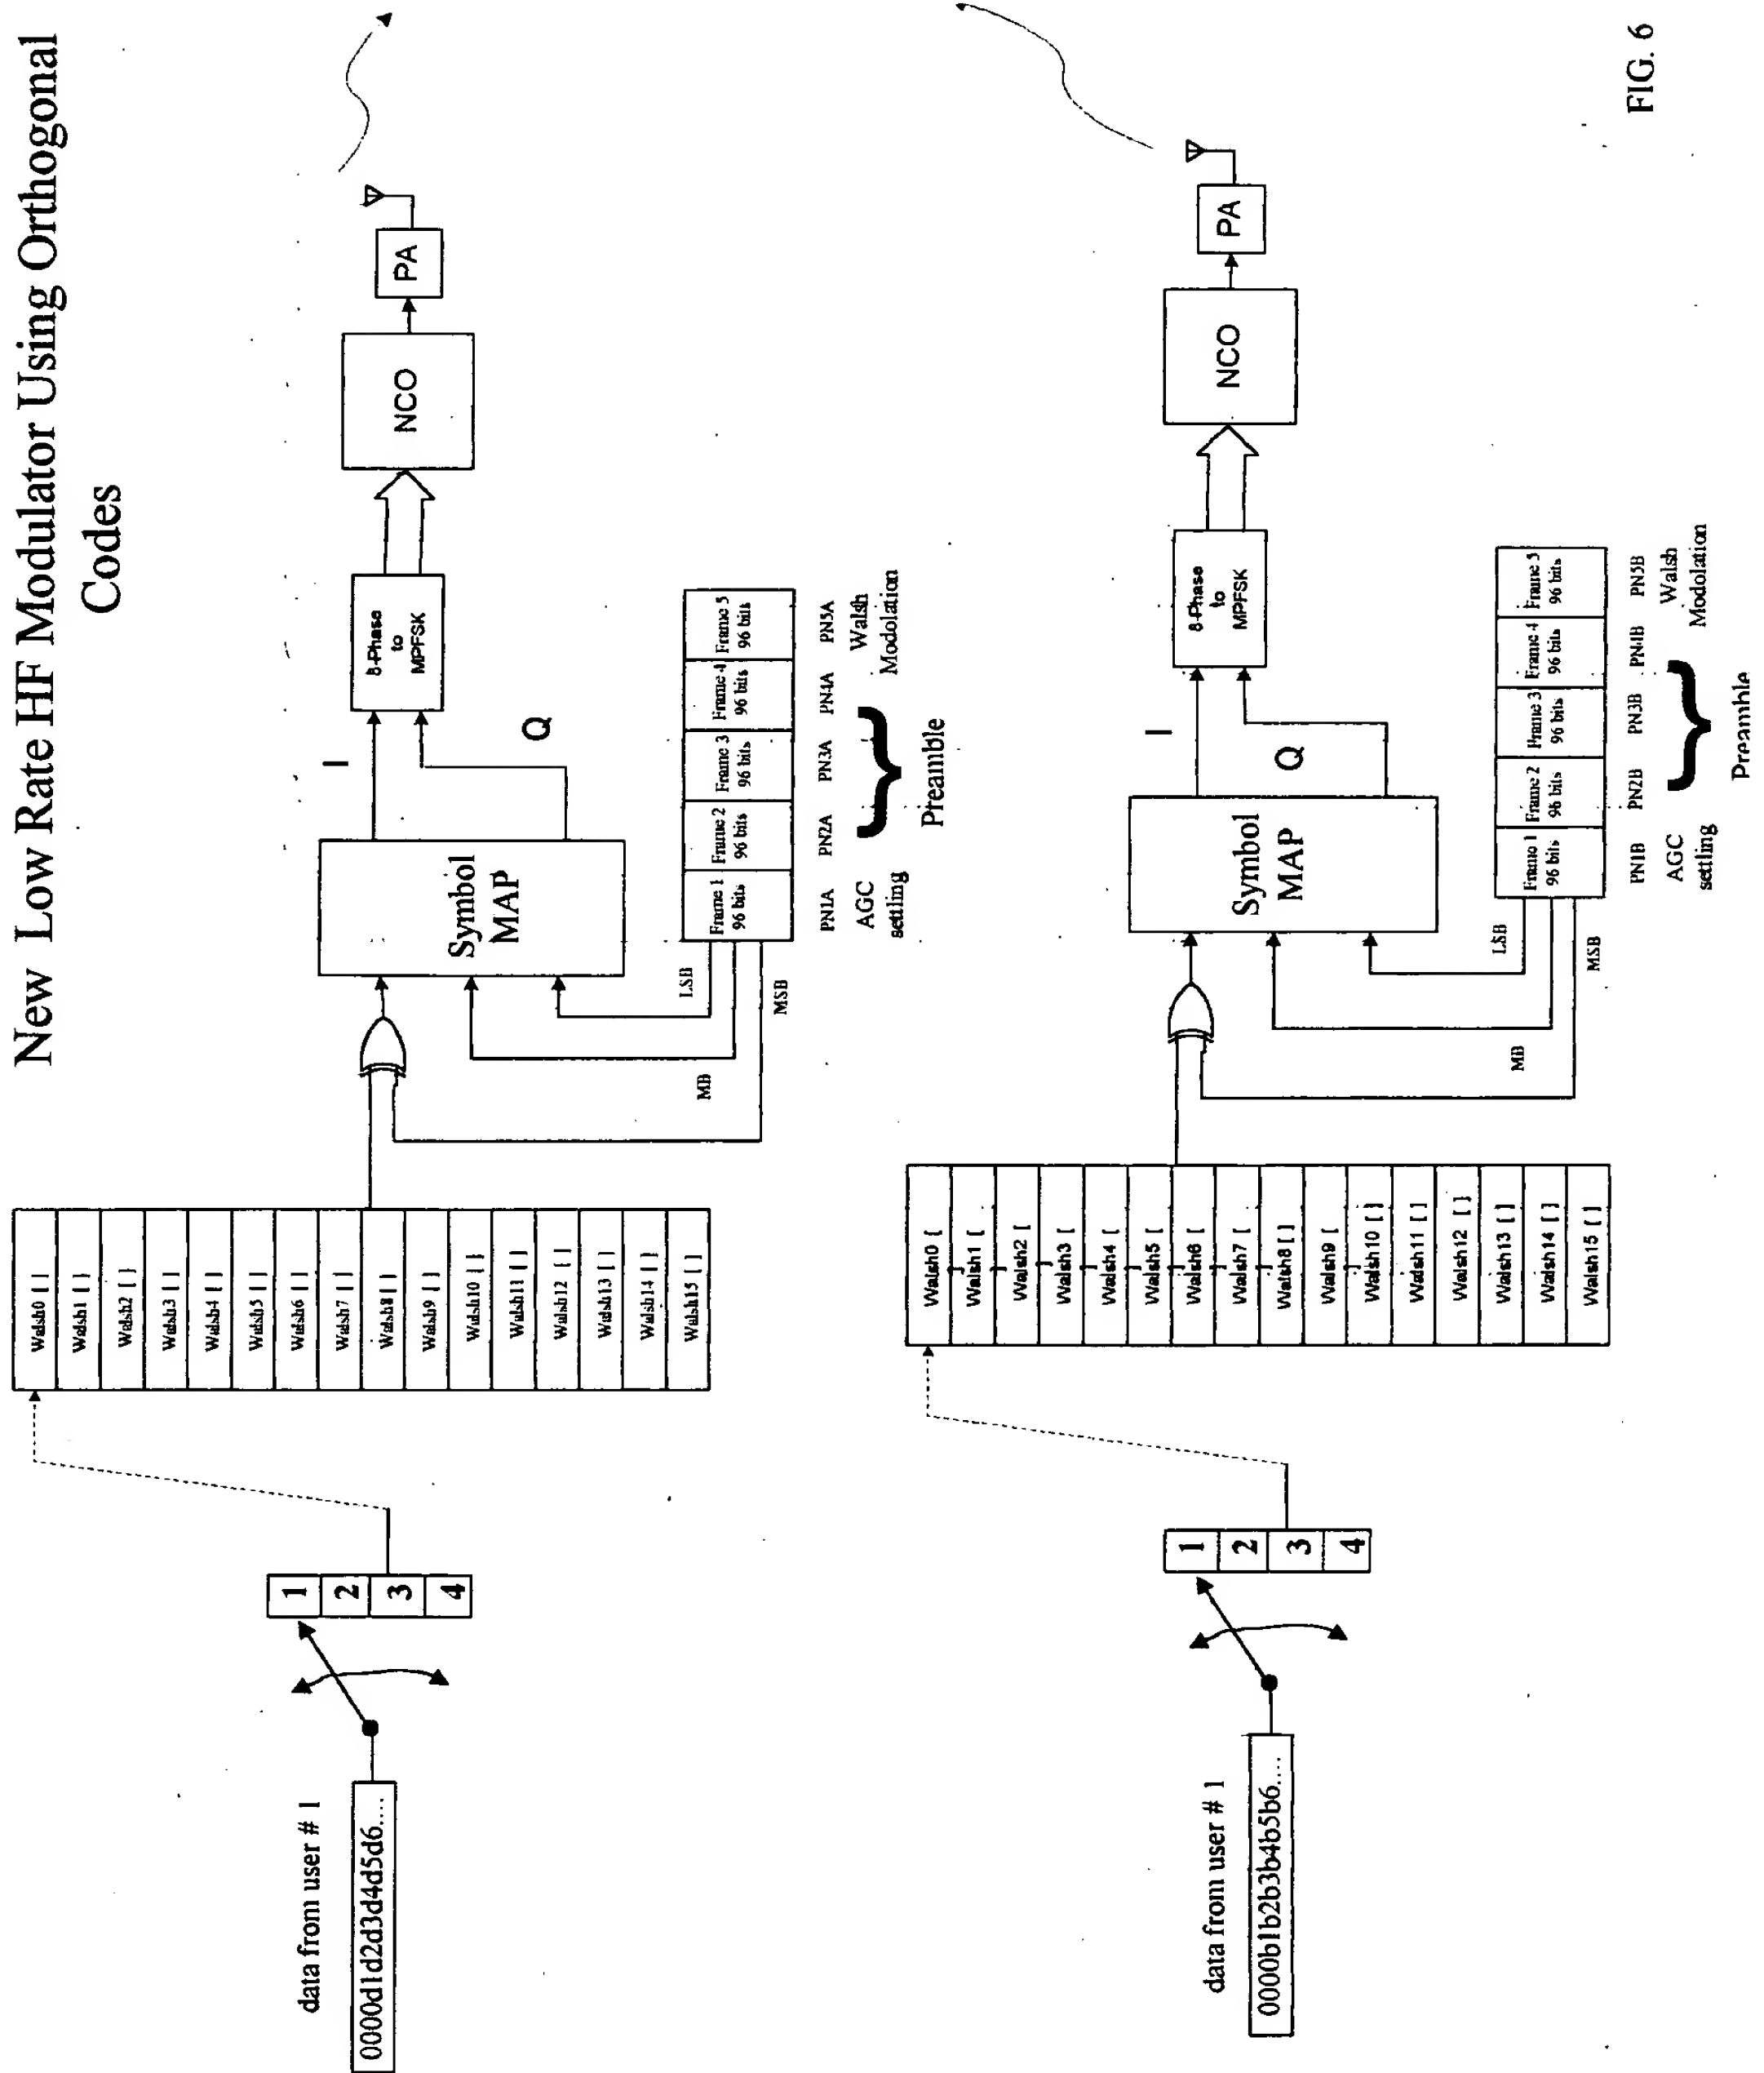 New Low Rate HF Modulator Using Orthogonal
Codes
data from user # 1
0000d1d2d3d4d5d6....
1
2
3
4
Walsh0 [ ]
Walsh1 [ ]
Walsh2 [ ]
Walsh3 [ ]
Walsh4 [ ]
Walsh5 [ ]
Walsh6 [ ]
Walsh7 [ ]
Walsh8 [ ]
Walsh9 [ ]
Walsh10 [ ]
Walsh11 [ ]
Walsh12 [ ]
Walsh13 [ ]
Walsh14 [ ]
Walsh15 [ ]
MB
MSB
LSB
Symbol
MAP
I
Q
8-Phase
to
MPFSK
NCO
PA
Frame 1
96 bits
Frame 2
96 bits
Frame 3
96 bits
Frame 4
96 bits
Frame 5
96 bits
PN1A
PN2A
PN3A
PN4A
PN5A
AGC
settling
Preamble
Walsh
Modolation
data from user # 1
0000b1b2b3b4b5b6....
1
2
3
4
Walsh0 [
]
Walsh1 [
]
Walsh2 [
]
Walsh3 [
]
Walsh4 [
]
Walsh5 [
]
Walsh6 [
]
Walsh7 [
]
Walsh8 [ ]
Walsh9 [
]
Walsh10 [ ]
Walsh11 [ ]
Walsh12 [ ]
Walsh13 [ ]
Walsh14 [ ]
Walsh15 [ ]
MB
MSB
LSB
Symbol
MAP
I
Q
8-Phase
to
MPFSK
NCO
PA
Frame 1
96 bits
Frame 2
96 bits
Frame 3
96 bits
Frame 4
96 bits
Frame 5
96 bits
PN1B
PN2B
PN3B
PN4B
PN5B
AGC
settling
Preamble
Walsh
Modolation
FIG. 6